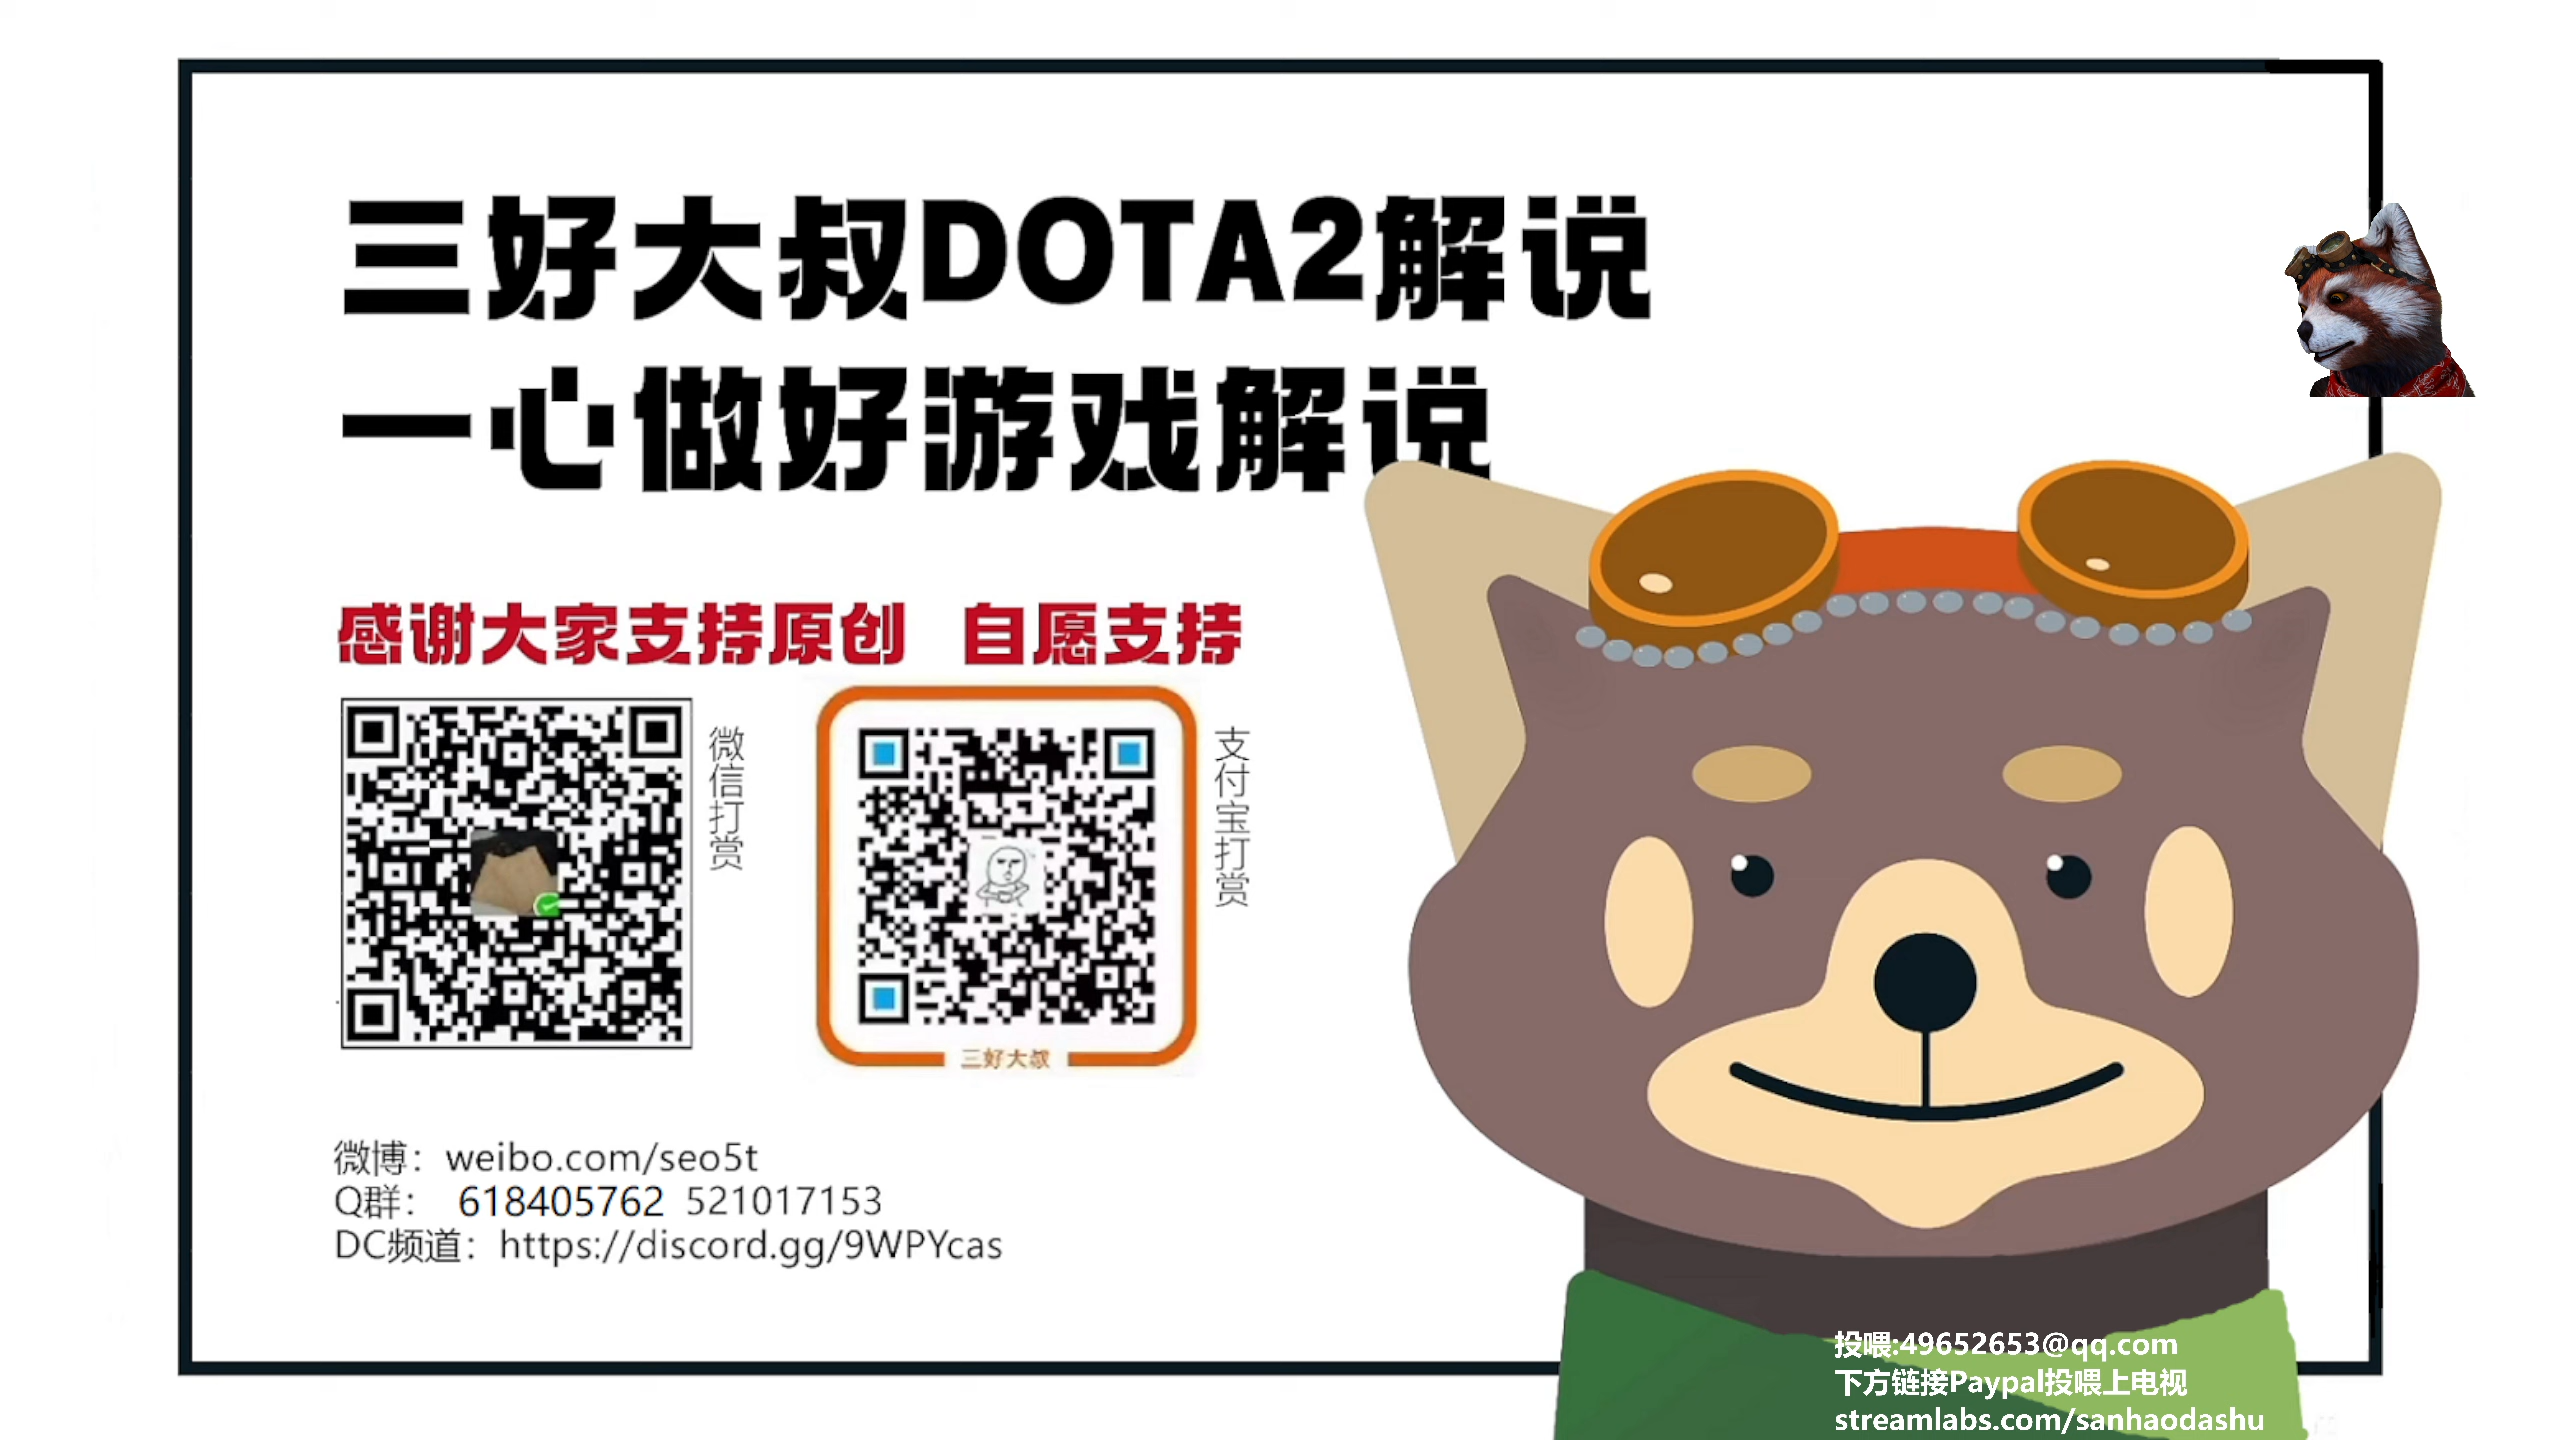 三好大叔DOTA2解说
一心做好游戏解说
感谢大家支持原创 自愿支持
微信打赏
支付宝打赏
三好大叔
微博：weibo.com/seo5t
Q群： 618405762 521017153
DC频道：https://discord.gg/9WPYcas
投喂:49652653@qq.com
下方链接Paypal投喂上电视
streamlabs.com/sanhaodashu